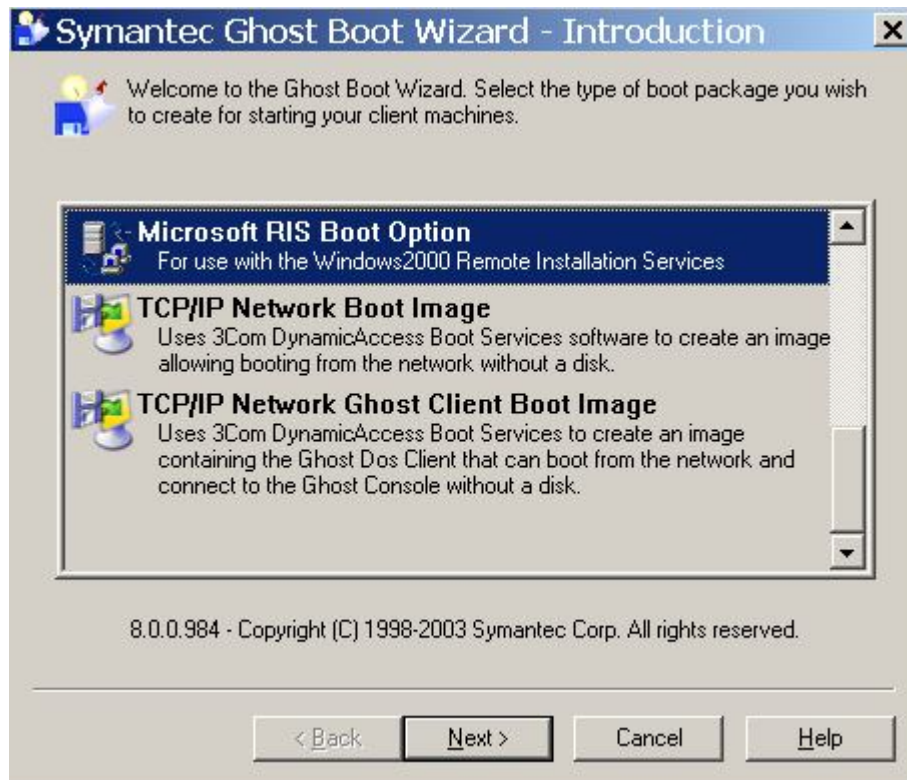 Symantec Ghost Boot Wizard - Introduction
Welcome to the Ghost Boot Wizard. Select the type of boot package you wish
to create for starting your client machines.
Microsoft RIS Boot Option
For use with the Windows2000 Remote Installation Services
TCP/IP Network Boot Image
Uses 3Com DynamicAccess Boot Services software to create an image
allowing booting from the network without a disk.
TCP/IP Network Ghost Client Boot Image
Uses 3Com DynamicAccess Boot Services to create an image
containing the Ghost Dos Client that can boot from the network and
connect to the Ghost Console without a disk.
8.0.0.984 - Copyright (C) 1998-2003 Symantec Corp. All rights reserved.
< Back Next > Cancel Help